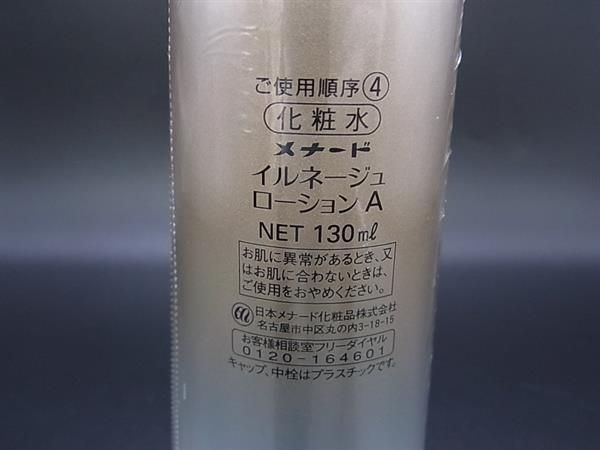 ご使用順序④
化粧水
メナード
イルネージュ
ローション A
NET 130ml
お肌に異常があるとき、又
はお肌に合わないときは、
ご使用をおやめください。
日本メナード化粧品株式会社
名古屋市中区丸の内3-18-15
お客様相談室フリーダイヤル
0120-164601
キャップ、中栓はプラスチックです。